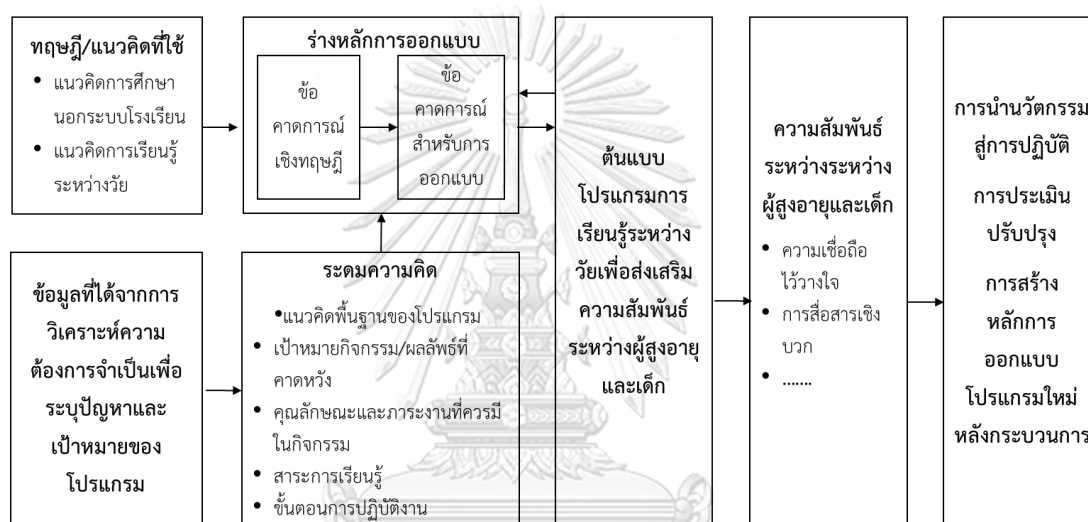 ทฤษฎี/แนวคิดที่ใช้
• แนวคิดการศึกษา
นอกระบบโรงเรียน
• แนวคิดการเรียนรู้
ระหว่างวัย
ร่างหลักการออกแบบ
ข้อ
คาดการณ์
เชิงทฤษฎี
ข้อ
คาดการณ์
สำหรับการ
ออกแบบ
ข้อมูลที่ได้จากการ
วิเคราะห์ความ
ต้องการจำเป็นเพื่อ
ระบุปัญหาและ
เป้าหมายของ
โปรแกรม
ระดมความคิด
•แนวคิดพื้นฐานของโปรแกรม
• เป้าหมายกิจกรรม/ผลลัพธ์ที่
คาดหวัง
• คุณลักษณะและภาระงานที่ควรมี
ในกิจกรรม
• สาระการเรียนรู้
• ขั้นตอนการปฏิบัติงาน
ต้นแบบ
โปรแกรมการ
เรียนรู้ระหว่าง
วัยเพื่อส่งเสริม
ความสัมพันธ์
ระหว่างผู้สูงอายุ
และเด็ก
ความสัมพันธ์
ระหว่างระหว่าง
ผู้สูงอายุและเด็ก
• ความเชื่อถือ
ไว้วางใจ
• การสื่อสารเชิง
บวก
• .......
การนำนวัตกรรม
สู่การปฏิบัติ
การประเมิน
ปรับปรุง
การสร้าง
หลักการ
ออกแบบ
โปรแกรมใหม่
หลังกระบวนการ